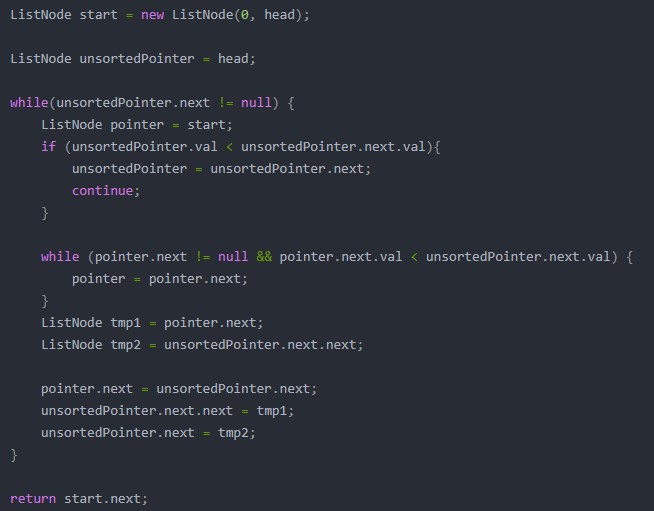 ListNode start = new ListNode(0, head);

ListNode unsortedPointer = head;

while(unsortedPointer.next != null) {
    ListNode pointer = start;
    if (unsortedPointer.val < unsortedPointer.next.val){
        unsortedPointer = unsortedPointer.next;
        continue;
    }

    while (pointer.next != null && pointer.next.val < unsortedPointer.next.val) {
        pointer = pointer.next;
    }
    ListNode tmp1 = pointer.next;
    ListNode tmp2 = unsortedPointer.next.next;

    pointer.next = unsortedPointer.next;
    unsortedPointer.next.next = tmp1;
    unsortedPointer.next = tmp2;
}

return start.next;